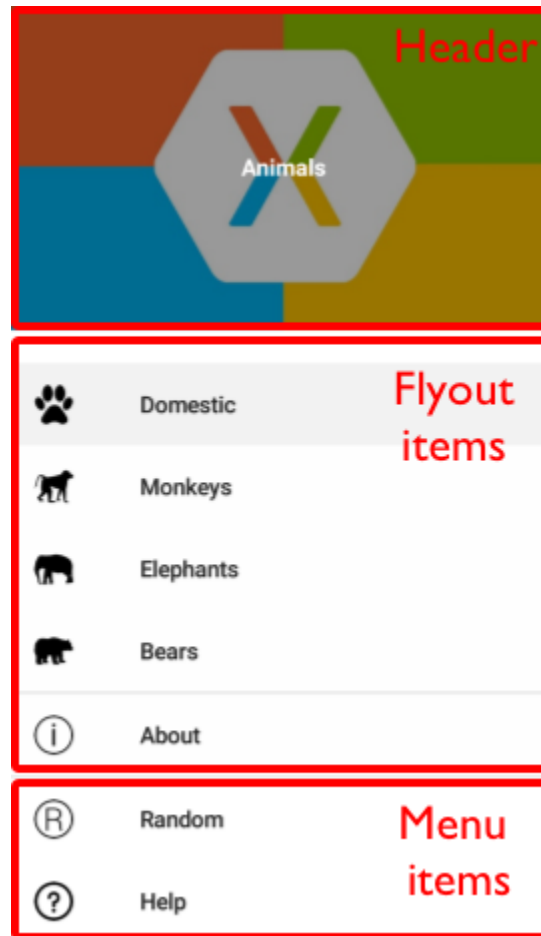 Header
Animals
Domestic
Flyout
items
Monkeys
Elephants
Bears
About
Random
Menu
items
Help